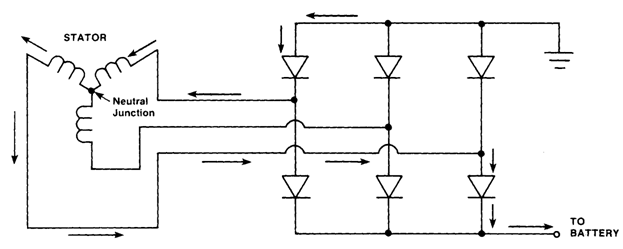 STATOR
Neutral
Junction
TO
BATTERY